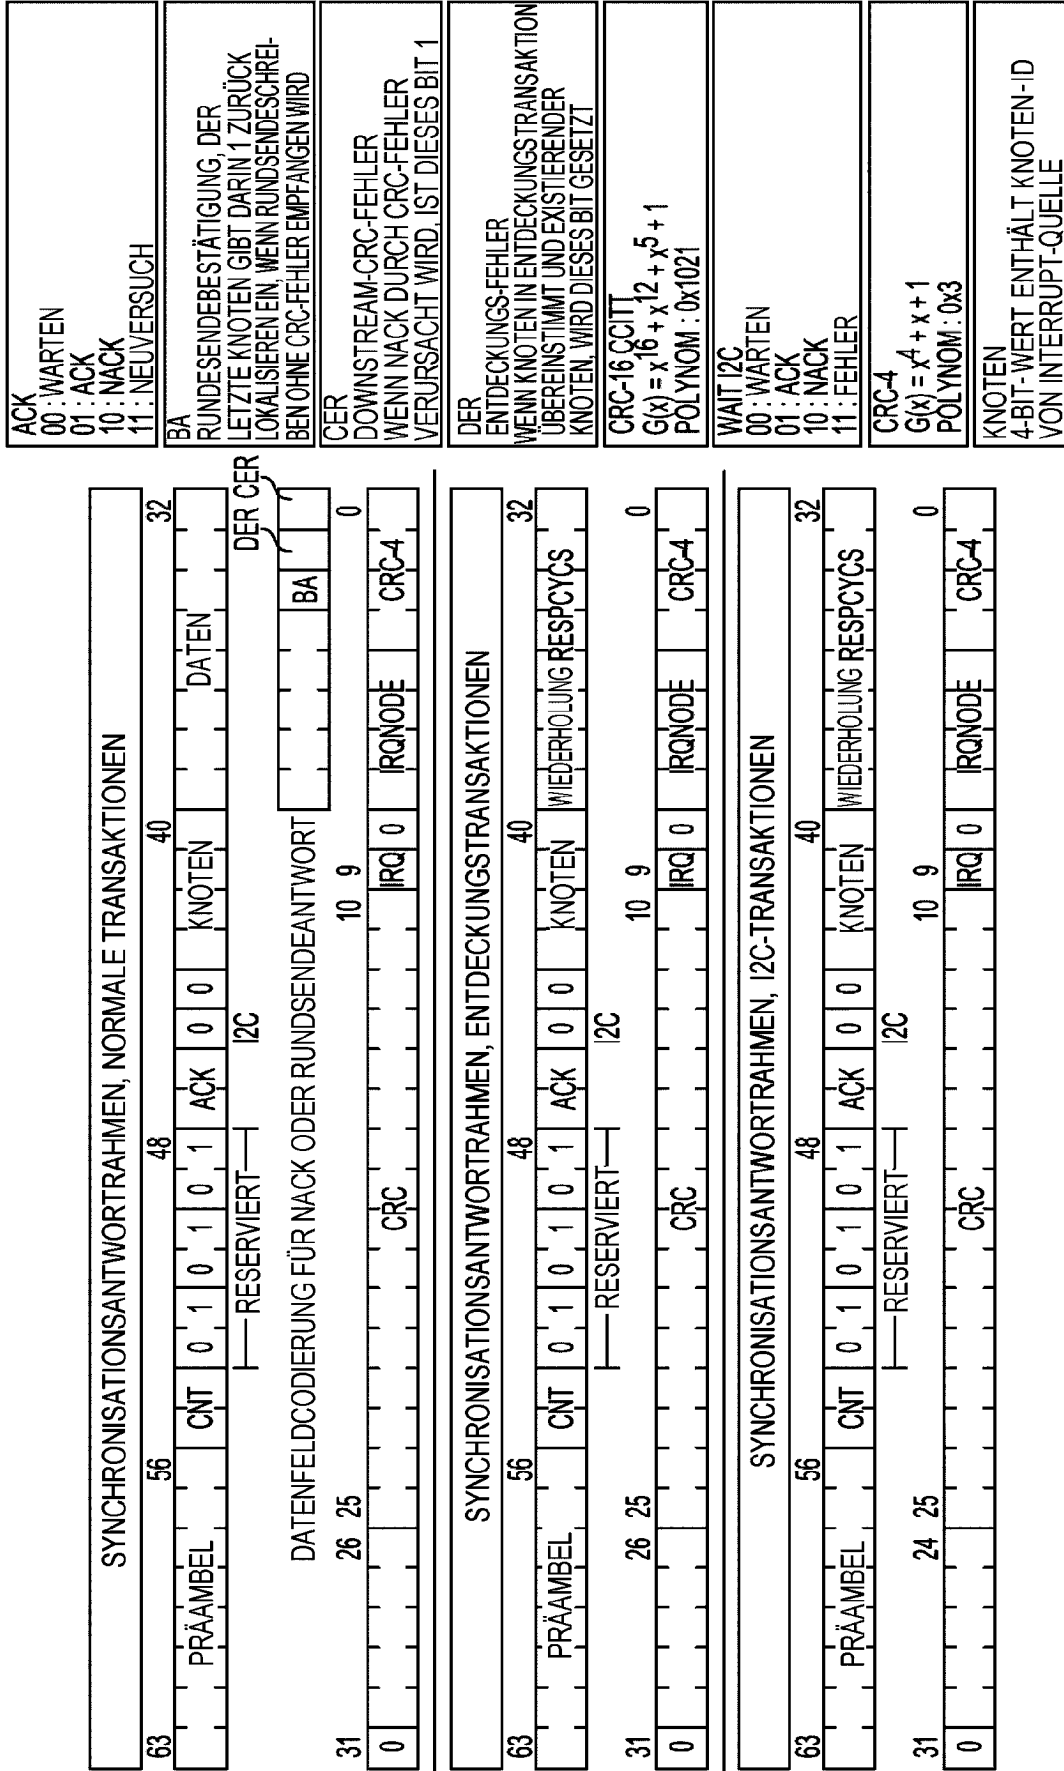 SYNCHRONISATIONSANTWORTRAHMEN, NORMALE TRANSAKTIONEN
63 56 48 40 32
PRÄAMBEL CNT 0 1 0 1 0 1 ACK 0 0 KNOTEN DATEN
RESERVIERT I2C
DER CER
DATENFELDCODIERUNG FÜR NACK ODER RUNDSENDEANTWORT BA
31 26 25 10 9 0
0 CRC IRQ 0 IRQNODE CRC-4
SYNCHRONISATIONSANTWORTRAHMEN, ENTDECKUNGSTRANSAKTIONEN
63 56 48 40 32
PRÄAMBEL CNT 0 1 0 1 0 1 ACK 0 0 KNOTEN WIEDERHOLUNG RESPCYCS
RESERVIERT I2C
31 26 25 10 9 0
0 CRC IRQ 0 IRQNODE CRC-4
SYNCHRONISATIONSANTWORTRAHMEN, I2C-TRANSAKTIONEN
63 56 48 40 32
PRÄAMBEL CNT 0 1 0 1 0 1 ACK 0 0 KNOTEN WIEDERHOLUNG RESPCYCS
RESERVIERT I2C
31 24 25 10 9 0
0 CRC IRQ 0 IRQNODE CRC-4
ACK
00 : WARTEN
01 : ACK
10 : NACK
11 : NEUVERSUCH
BA
RUNDESENDEBESTÄTIGUNG, DER
LETZTE KNOTEN GIBT DARIN 1 ZURÜCK
LOKALISIEREN EIN, WENN RUNDSENDESCHREI-
BEN OHNE CRC-FEHLER EMPFANGEN WIRD
CER
DOWNSTREAM-CRC-FEHLER
WENN NACK DURCH CRC-FEHLER
VERURSACHT WIRD, IST DIESES BIT 1
DER
ENTDECKUNGS-FEHLER
WENN KNOTEN IN ENTDECKUNGSTRANSAKTION
ÜBEREINSTIMMT UND EXISTIERENDER
KNOTEN, WIRD DIESES BIT GESETZT
CRC-16 CCITT
G(x) = x^16 + x^12 + x^5 + 1
POLYNOM : 0x1021
WAIT I2C
00 : WARTEN
01 : ACK
10 : NACK
11 : FEHLER
CRC-4
G(x) = x^4 + x + 1
POLYNOM : 0x3
KNOTEN
4-BIT-WERT ENTHÄLT KNOTEN-ID
VON INTERRUPT-QUELLE